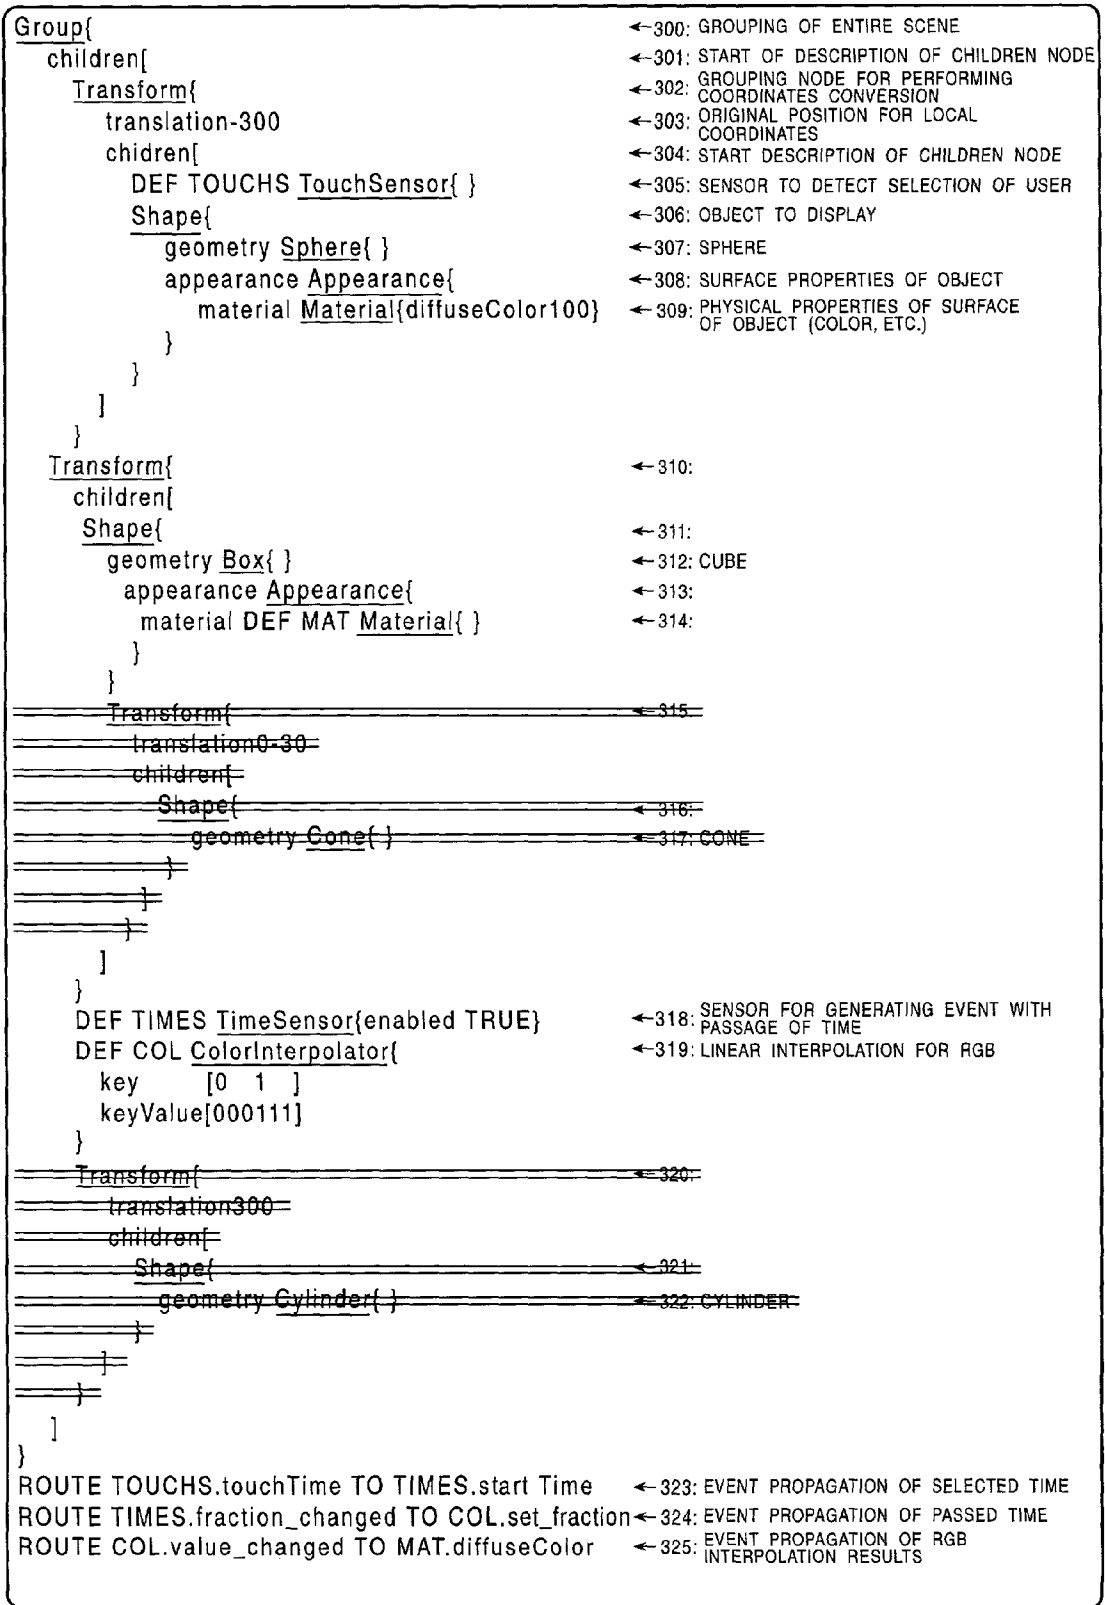 Group{ ←300: GROUPING OF ENTIRE SCENE
children[ ←301: START OF DESCRIPTION OF CHILDREN NODE
Transform{ ←302: GROUPING NODE FOR PERFORMING
COORDINATES CONVERSION
translation-300 ←303: ORIGINAL POSITION FOR LOCAL
COORDINATES
chidren[ ←304: START DESCRIPTION OF CHILDREN NODE
DEF TOUCHS TouchSensor{ } ←305: SENSOR TO DETECT SELECTION OF USER
Shape{ ←306: OBJECT TO DISPLAY
geometry Sphere{ } ←307: SPHERE
appearance Appearance{ ←308: SURFACE PROPERTIES OF OBJECT
material Material{diffuseColor100} ←309: PHYSICAL PROPERTIES OF SURFACE
OF OBJECT (COLOR, ETC.)
}
}
]
}
Transform{ ←310:
children[
Shape{ ←311:
geometry Box{ } ←312: CUBE
appearance Appearance{ ←313:
material DEF MAT Material{ } ←314:
}
}
Transform{ ←315:
translation0-30
children[
Shape{ ←316:
geometry Cone{ } ←317: CONE
}
]
}
]
}
DEF TIMES TimeSensor{enabled TRUE} ←318: SENSOR FOR GENERATING EVENT WITH
PASSAGE OF TIME
DEF COL ColorInterpolator{ ←319: LINEAR INTERPOLATION FOR RGB
key [0 1 ]
keyValue[000111]
}
Transform{ ←320:
translation300
children[
Shape{ ←321:
geometry Cylinder{ } ←322: CYLINDER
}
]
}
]
}
ROUTE TOUCHS.touchTime TO TIMES.start Time ←323: EVENT PROPAGATION OF SELECTED TIME
ROUTE TIMES.fraction_changed TO COL.set_fraction ←324: EVENT PROPAGATION OF PASSED TIME
ROUTE COL.value_changed TO MAT.diffuseColor ←325: EVENT PROPAGATION OF RGB
INTERPOLATION RESULTS